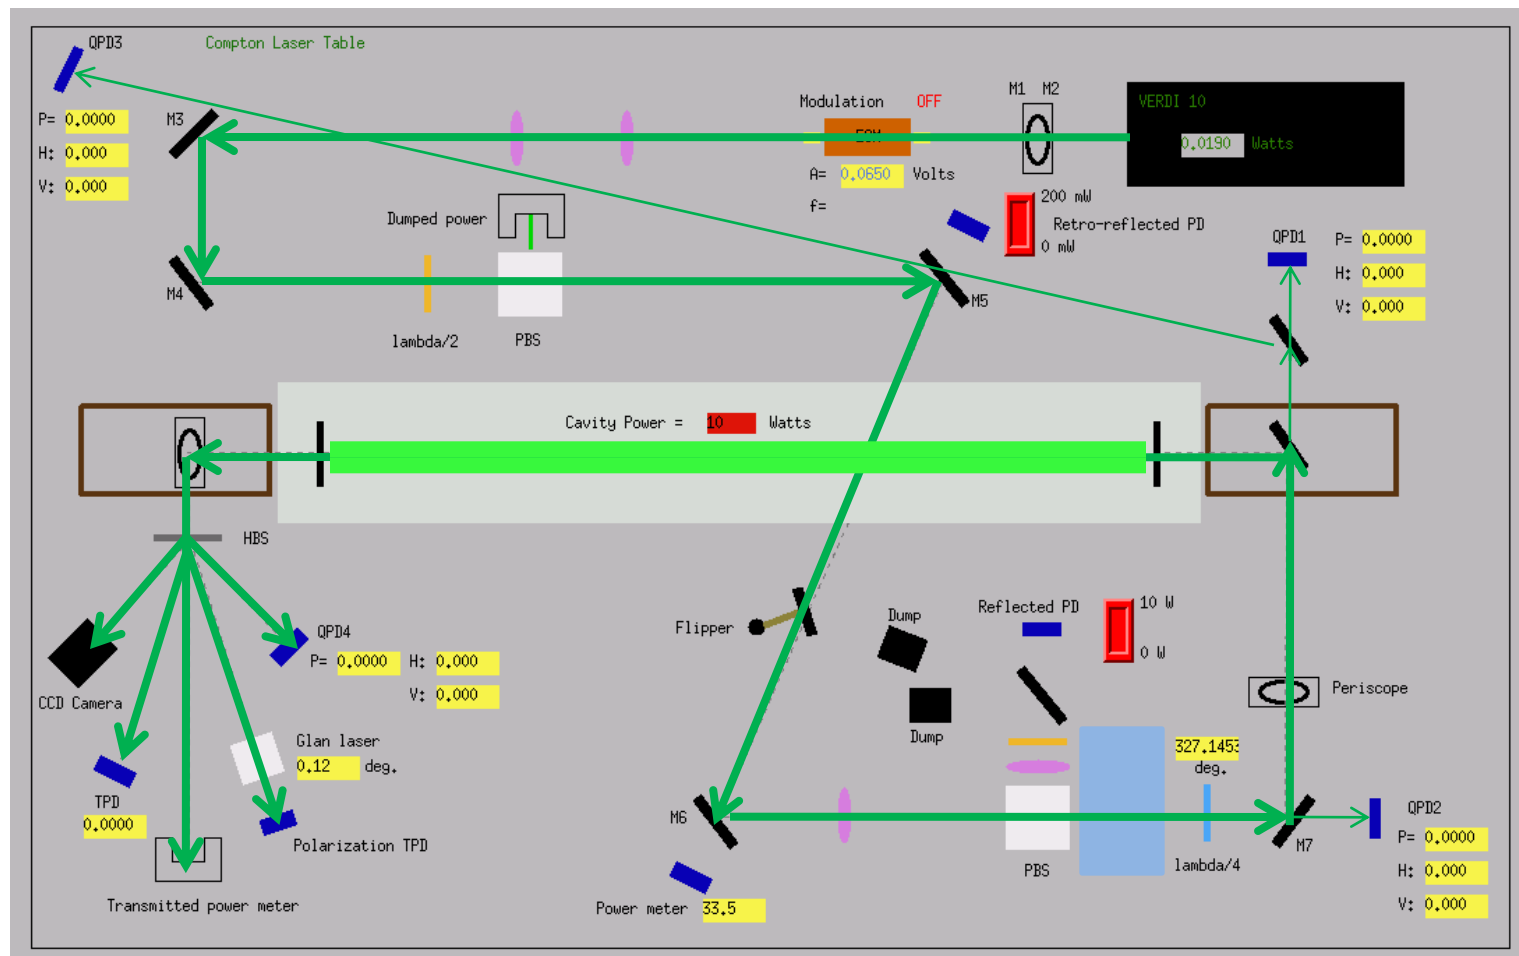 QPD3
Compton Laser Table
P= 0.0000
H: 0.000
V: 0.000
M3
Modulation OFF
EOM
A= 0.0650 Volts
f=
M1 M2
VERDI 10
0.0190 Watts
Dumped power
200 mW
Retro-reflected PD
0 mW
QPD1
P= 0.0000
H: 0.000
V: 0.000
M4
M5
lambda/2
PBS
Cavity Power = 10 Watts
HBS
QPD4
P= 0.0000 H: 0.000
V: 0.000
CCD Camera
Flipper
Dump
Dump
Reflected PD
10 W
0 W
Periscope
Glan laser
0.12 deg.
TPD
0.0000
Polarization TPD
Transmitted power meter
M6
Power meter 33.5
PBS
327.1453
deg.
lambda/4
M7
QPD2
P= 0.0000
H: 0.000
V: 0.000